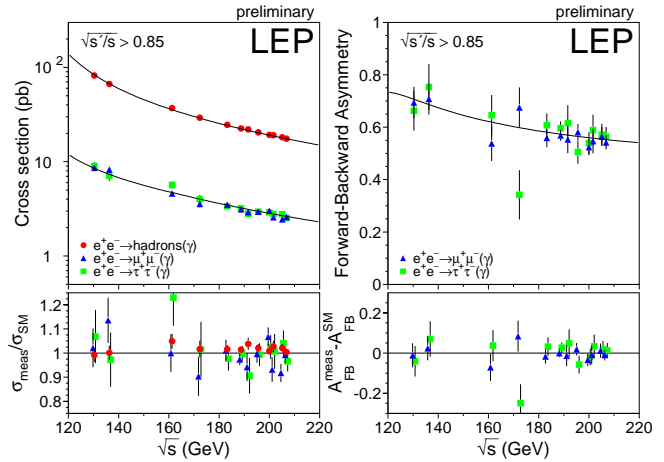 preliminary
√s′/s > 0.85
LEP
Cross section (pb)
10²
10
1
e⁺e⁻→hadrons(γ)
e⁺e⁻→μ⁺μ⁻(γ)
e⁺e⁻→τ⁺τ⁻(γ)
σmeas/σSM
1.2
1.1
1.0
0.9
0.8
120 140 160 180 200 220
√s (GeV)
preliminary
√s′/s > 0.85
LEP
Forward-Backward Asymmetry
1
0.8
0.6
0.4
0.2
0
e⁺e⁻→μ⁺μ⁻(γ)
e⁺e⁻→τ⁺τ⁻(γ)
A_FB^meas-A_FB^SM
0.2
0
-0.2
120 140 160 180 200 220
√s (GeV)